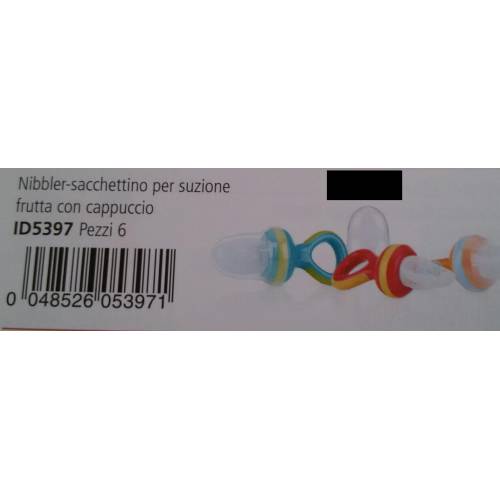 Nibbler-sacchettino per suzione
frutta con cappuccio
ID5397 Pezzi 6
0 048526 053971